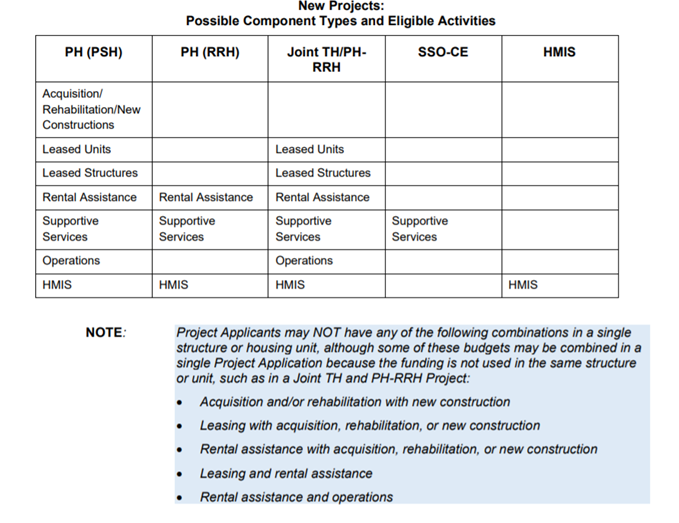 New Projects:
Possible Component Types and Eligible Activities
PH (PSH) PH (RRH) Joint TH/PH- SSO-CE HMIS
RRH
Acquisition/
Rehabilitation/New
Constructions
Leased Units Leased Units
Leased Structures Leased Structures
Rental Assistance Rental Assistance Rental Assistance
Supportive Supportive Supportive Supportive
Services Services Services Services
Operations Operations
HMIS HMIS HMIS HMIS
NOTE: Project Applicants may NOT have any of the following combinations in a single
structure or housing unit, although some of these budgets may be combined in a
single Project Application because the funding is not used in the same structure
or unit, such as in a Joint TH and PH-RRH Project:
• Acquisition and/or rehabilitation with new construction
• Leasing with acquisition, rehabilitation, or new construction
• Rental assistance with acquisition, rehabilitation, or new construction
• Leasing and rental assistance
• Rental assistance and operations